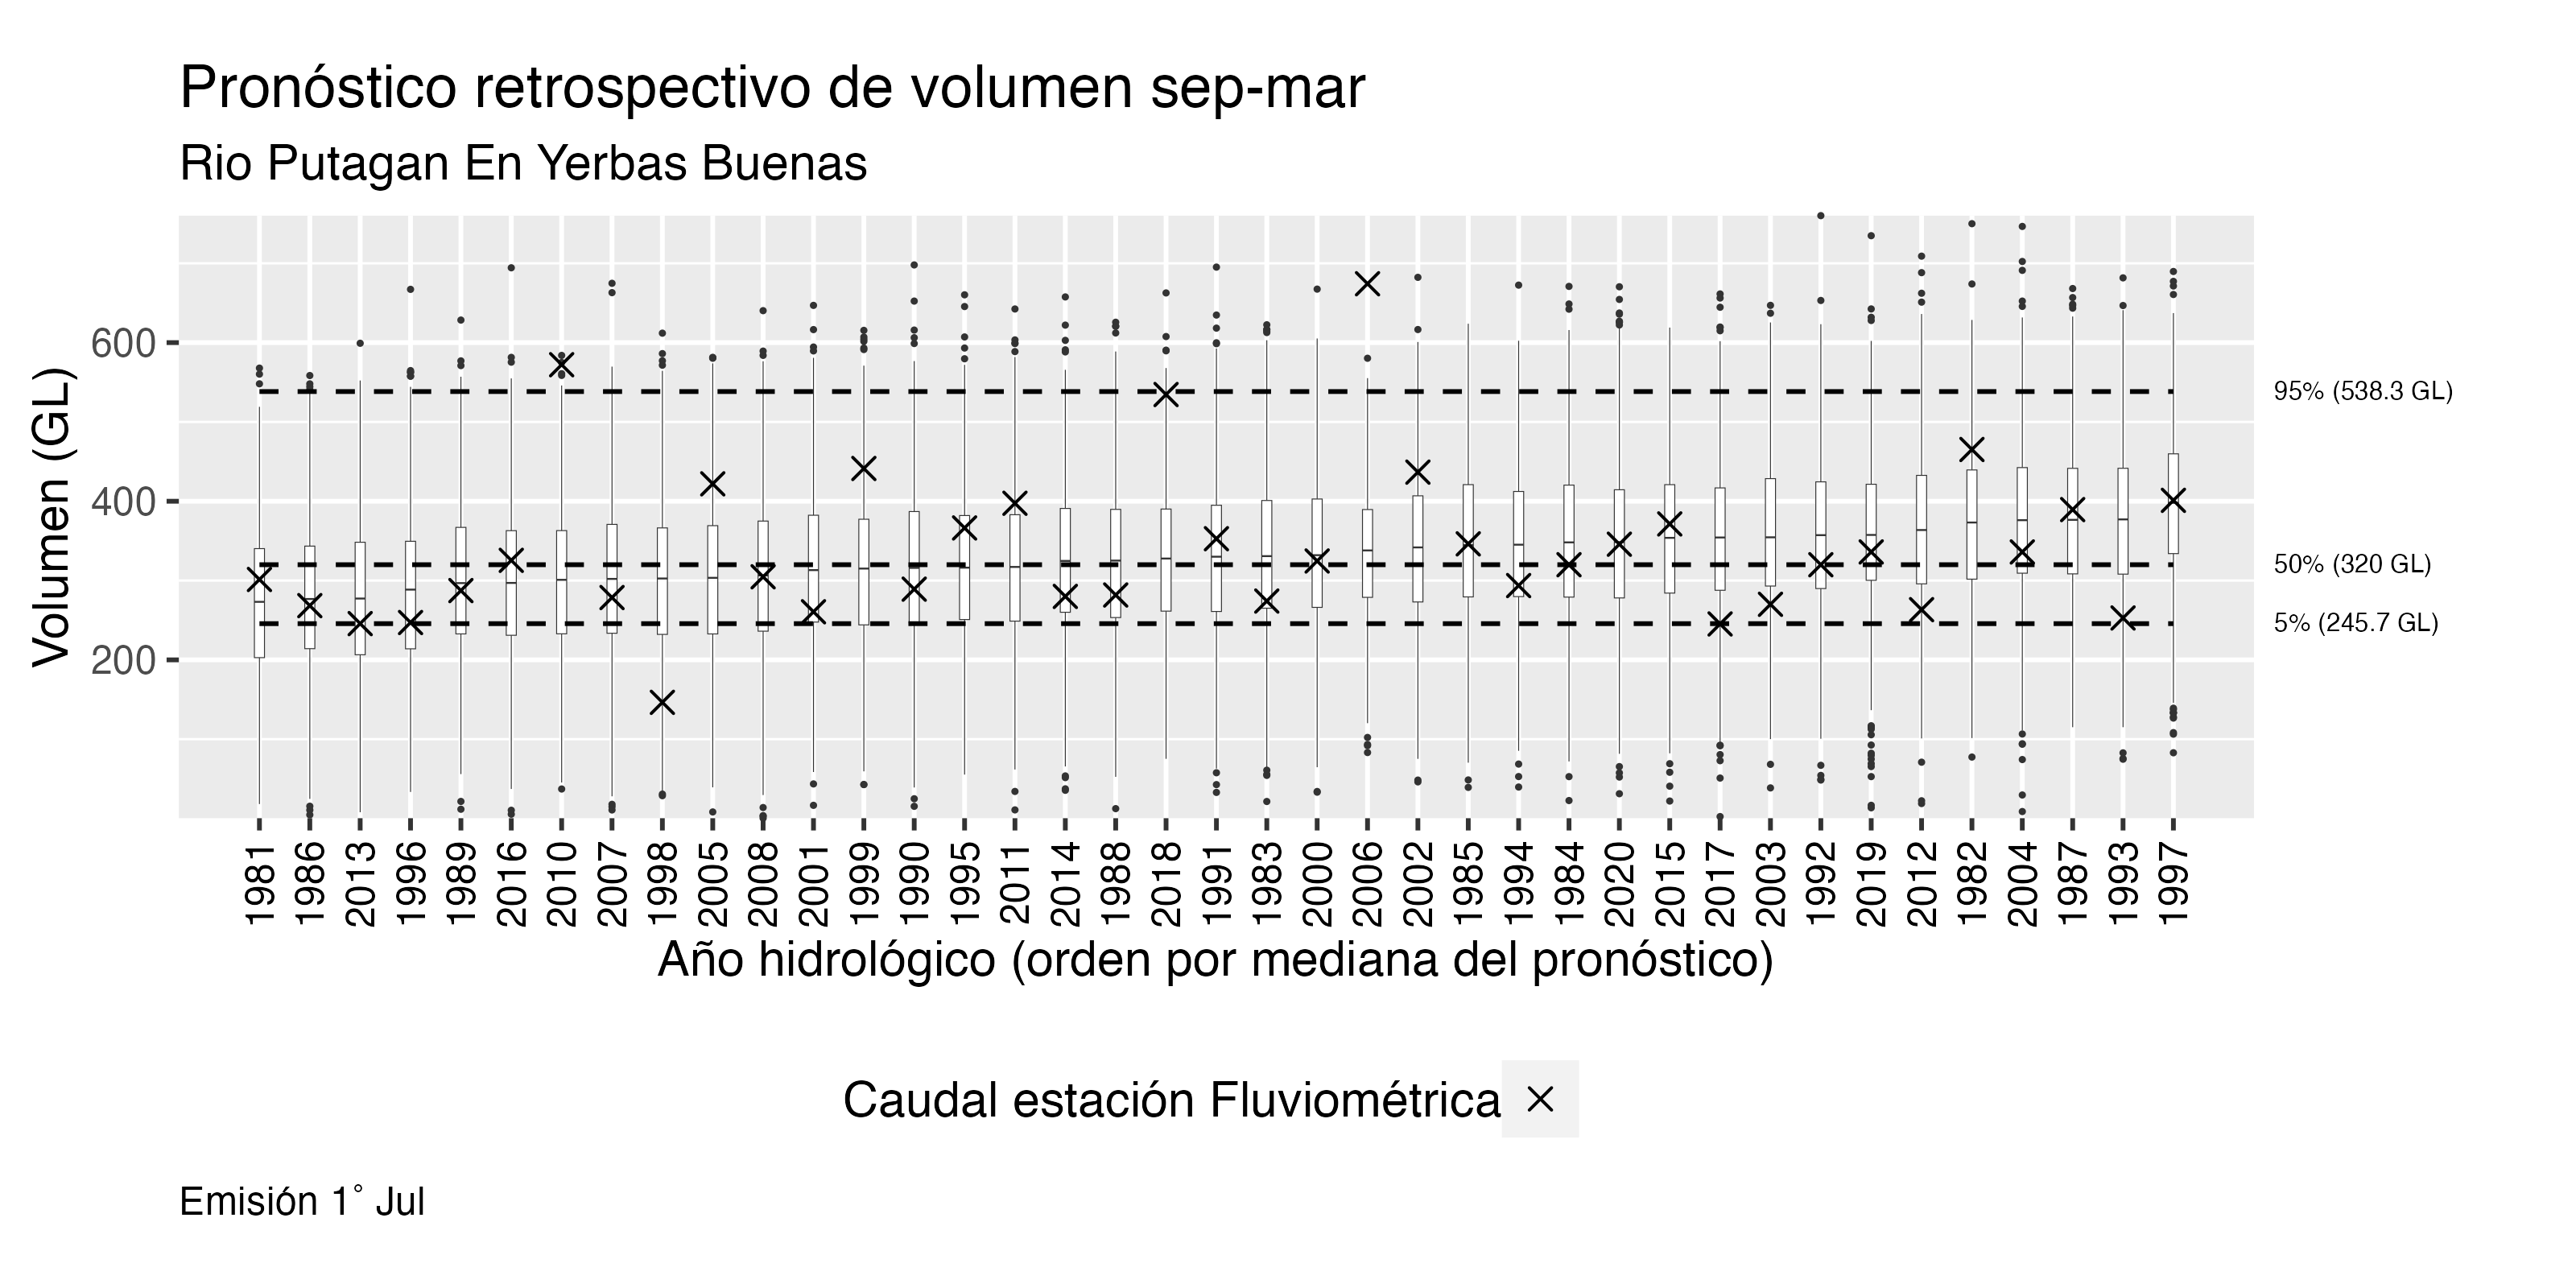 Pronóstico retrospectivo de volumen sep-mar
Rio Putagan En Yerbas Buenas
Volumen (GL)
600
400
200
95% (538.3 GL)
50% (320 GL)
5% (245.7 GL)
1981 1986 2013 1996 1989 2016 2010 2007 1998 2005 2008 2001 1999 1990 1995 2011 2014 1988 2018 1991 1983 2000 2006 2002 1985 1994 1984 2020 2015 2017 2003 1992 2019 2012 1982 2004 1987 1993 1997
Año hidrológico (orden por mediana del pronóstico)
Caudal estación Fluviométrica
Emisión 1° Jul